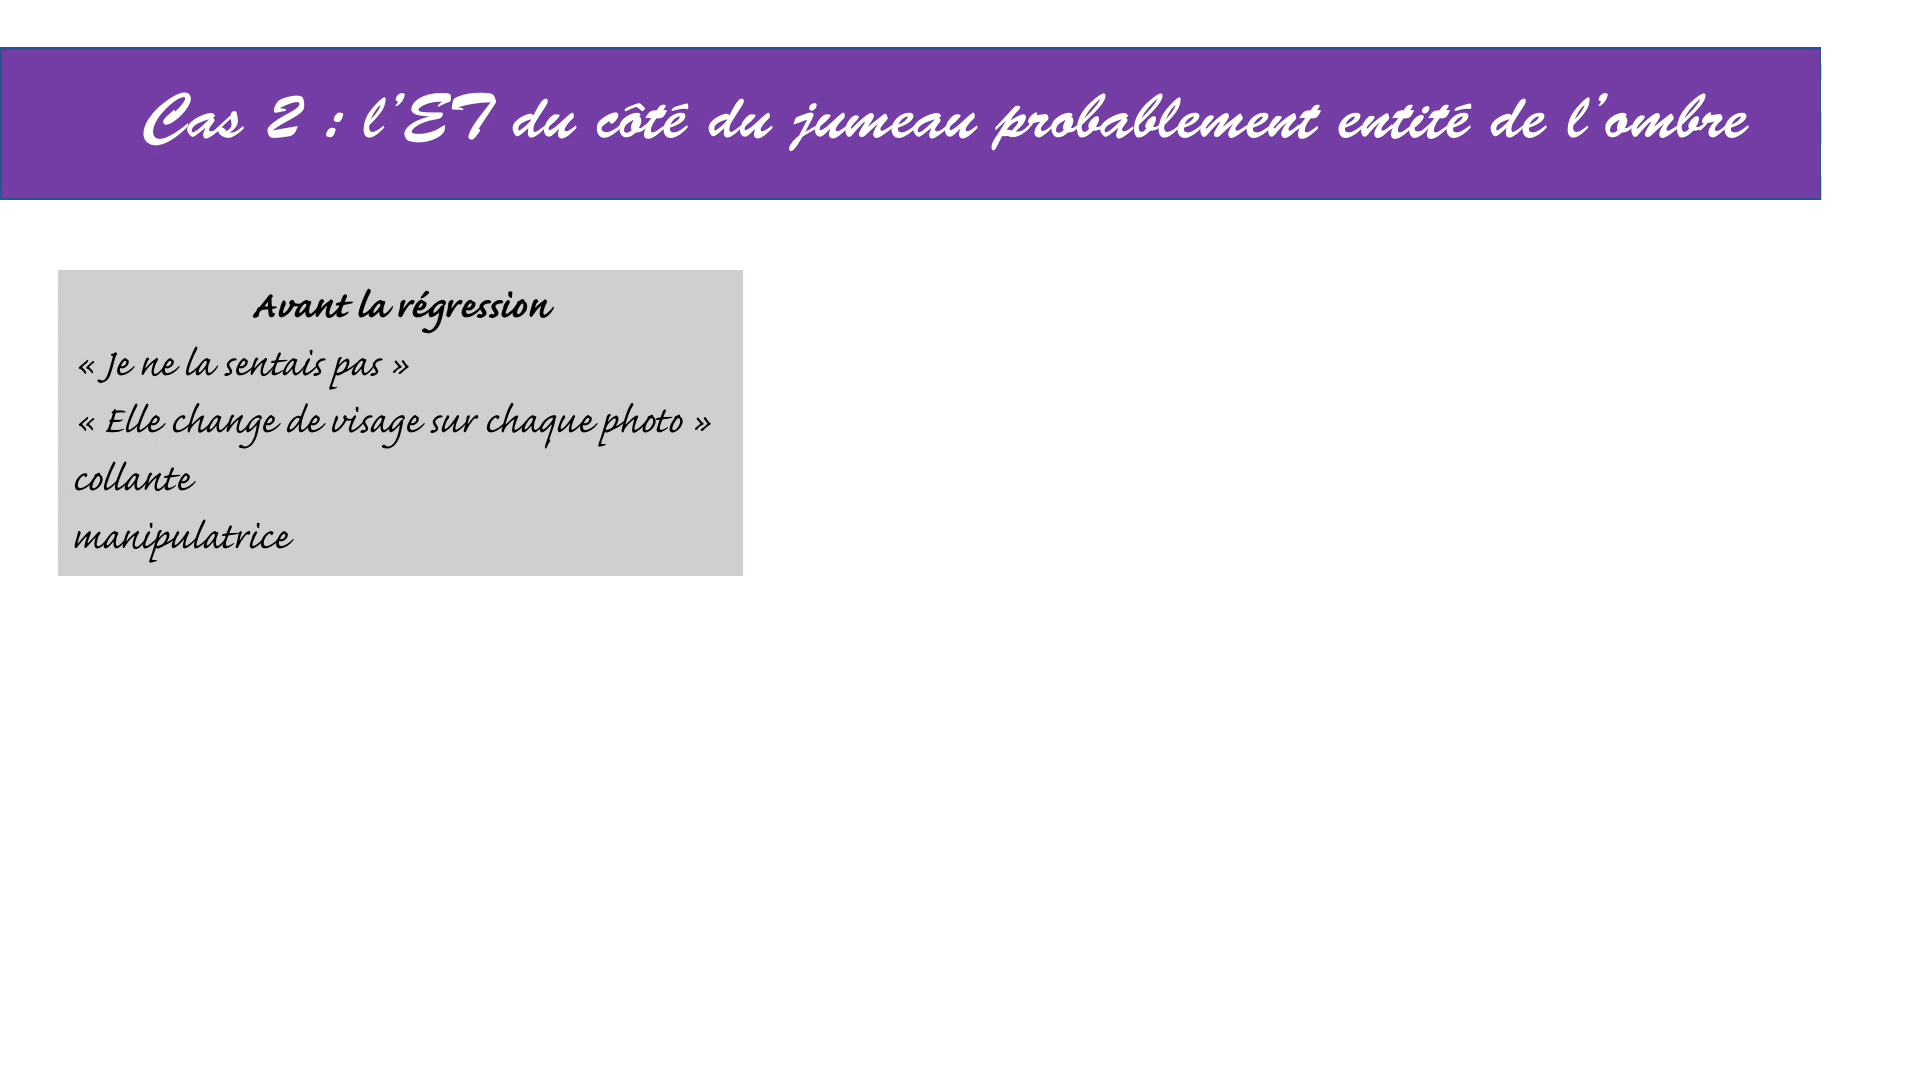 Cas 2 : l’ET du côté du jumeau probablement entité de l’ombre
Avant la régression
« Je ne la sentais pas »
« Elle change de visage sur chaque photo »
collante
manipulatrice